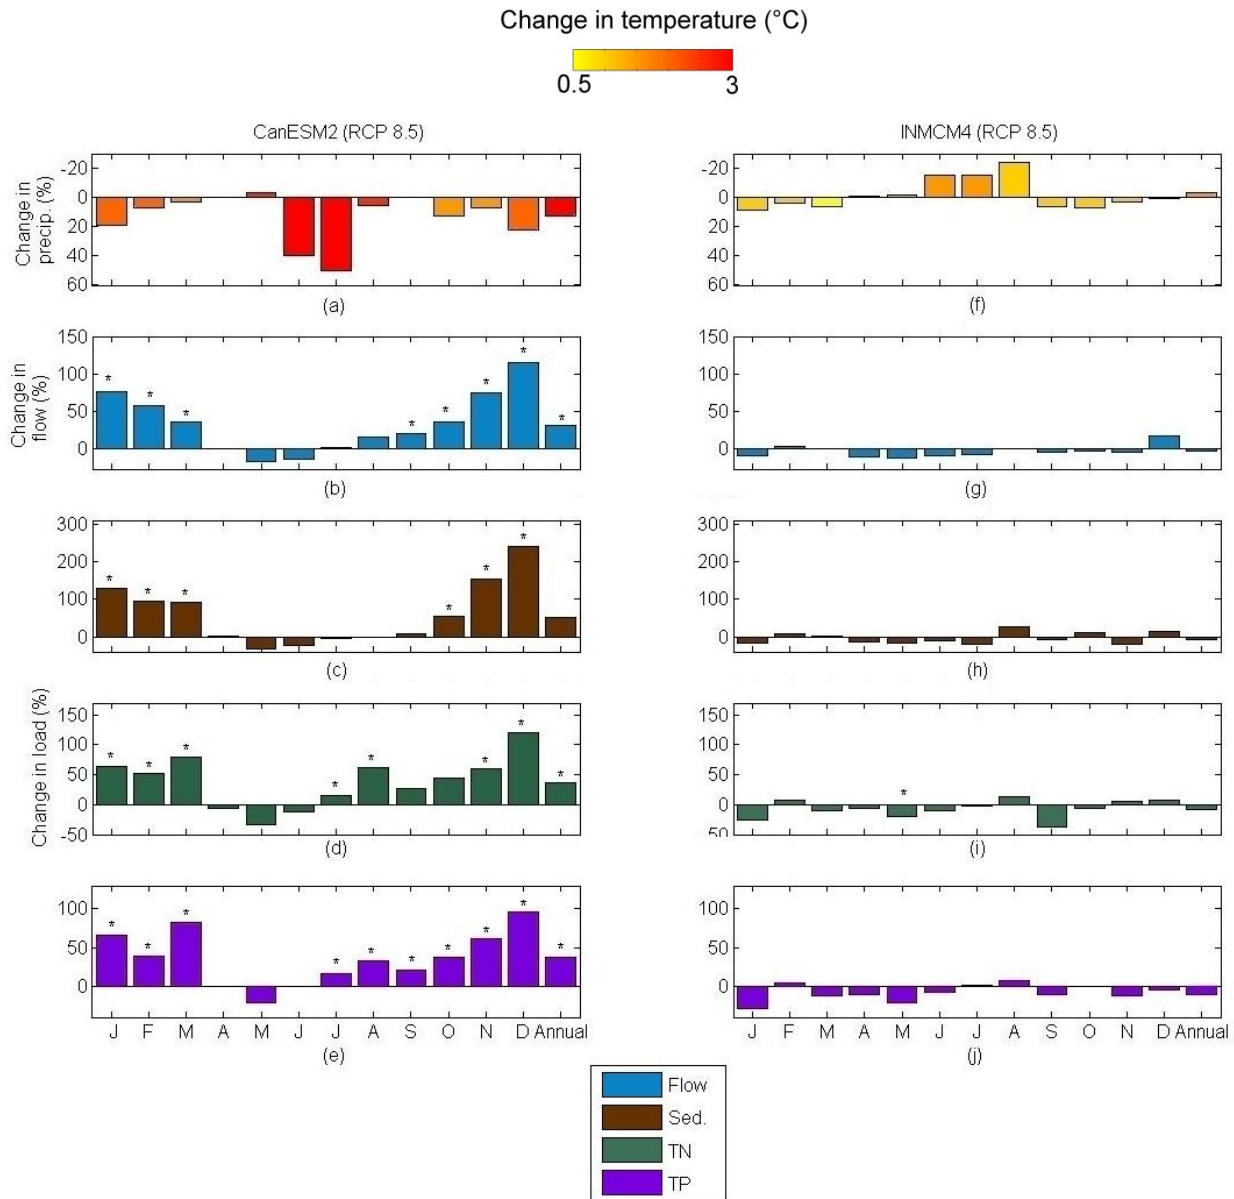 Change in temperature (°C)
0.5 3
CanESM2 (RCP 8.5)
Change in
precip. (%)
-20
0
20
40
60
(a)
INMCM4 (RCP 8.5)
-20
0
20
40
60
(f)
Change in
flow (%)
150
100
50
0
* * * * * * * *
(b)
150
100
50
0
(g)
300
200
100
0
* * * * * *
(c)
300
200
100
0
(h)
Change in load (%)
150
100
50
0
-50
* * * * * * * *
(d)
150
100
50
0
50
*
(i)
100
50
0
* * * * * * * * * *
J F M A M J J A S O N D Annual
(e)
100
50
0
J F M A M J J A S O N D Annual
(j)
Flow
Sed.
TN
TP